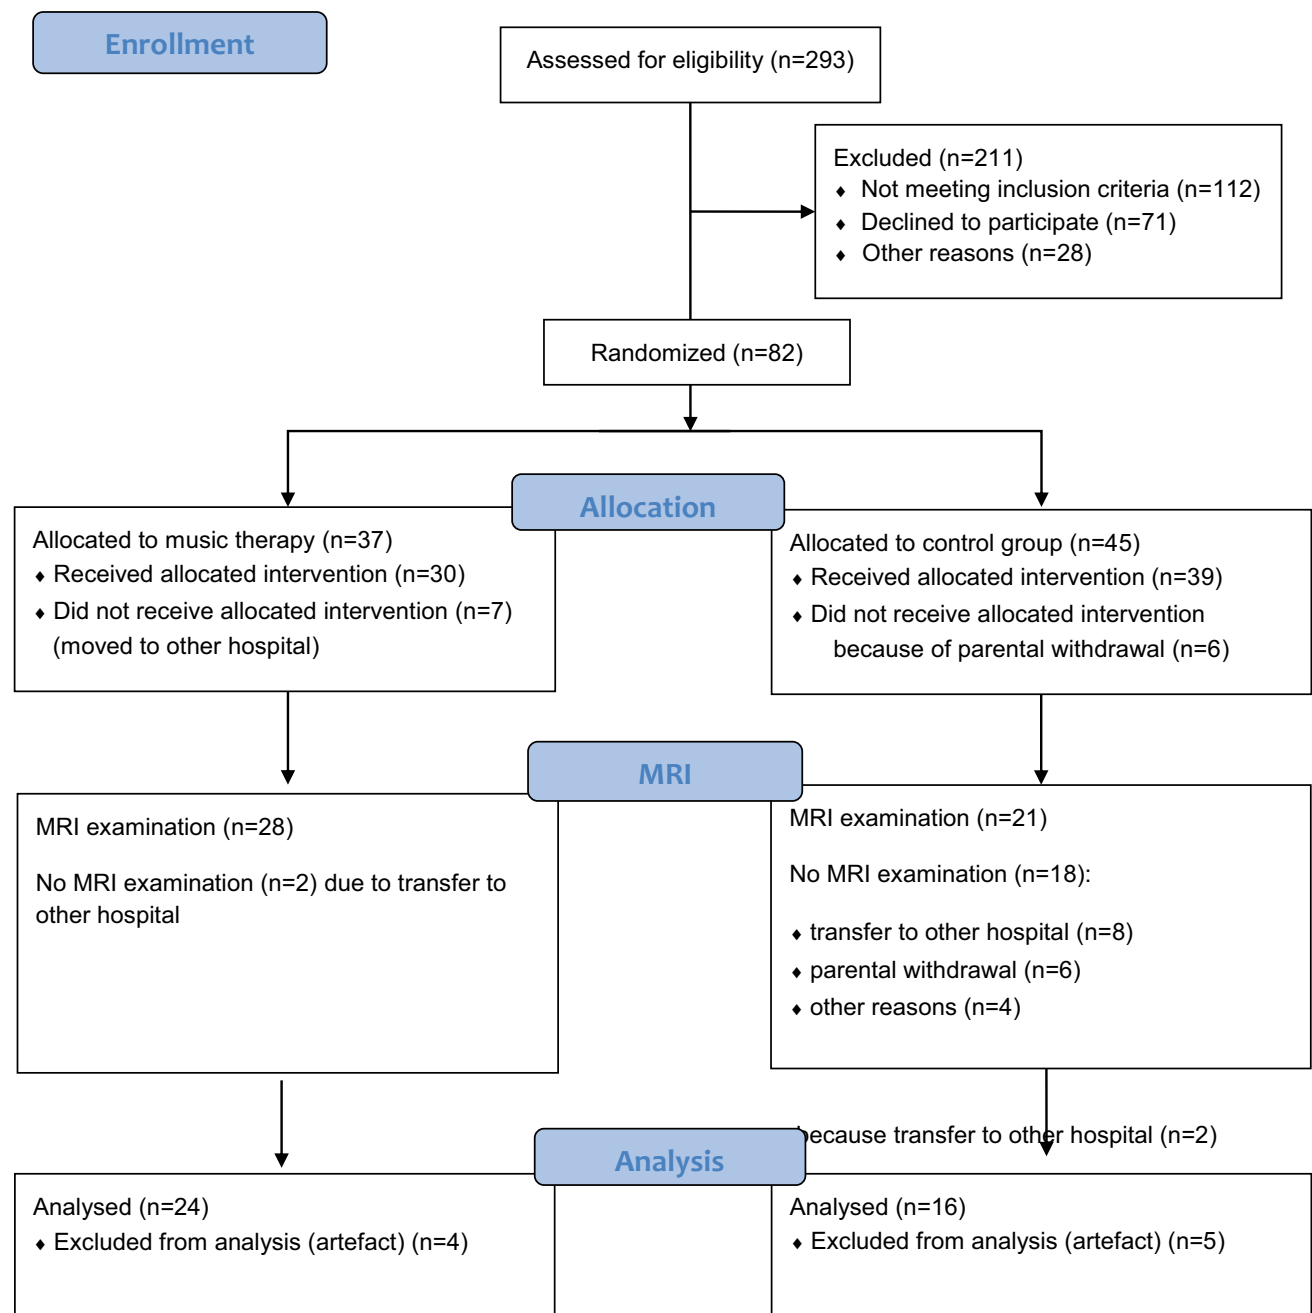 Enrollment
Assessed for eligibility (n=293)
Excluded (n=211)
♦ Not meeting inclusion criteria (n=112)
♦ Declined to participate (n=71)
♦ Other reasons (n=28)
Randomized (n=82)
Allocation
Allocated to music therapy (n=37)
♦ Received allocated intervention (n=30)
♦ Did not receive allocated intervention (n=7)
(moved to other hospital)
Allocated to control group (n=45)
♦ Received allocated intervention (n=39)
♦ Did not receive allocated intervention
because of parental withdrawal (n=6)
MRI
MRI examination (n=28)
No MRI examination (n=2) due to transfer to
other hospital
MRI examination (n=21)
No MRI examination (n=18):
♦ transfer to other hospital (n=8)
♦ parental withdrawal (n=6)
♦ other reasons (n=4)
because transfer to other hospital (n=2)
Analysis
Analysed (n=24)
♦ Excluded from analysis (artefact) (n=4)
Analysed (n=16)
♦ Excluded from analysis (artefact) (n=5)